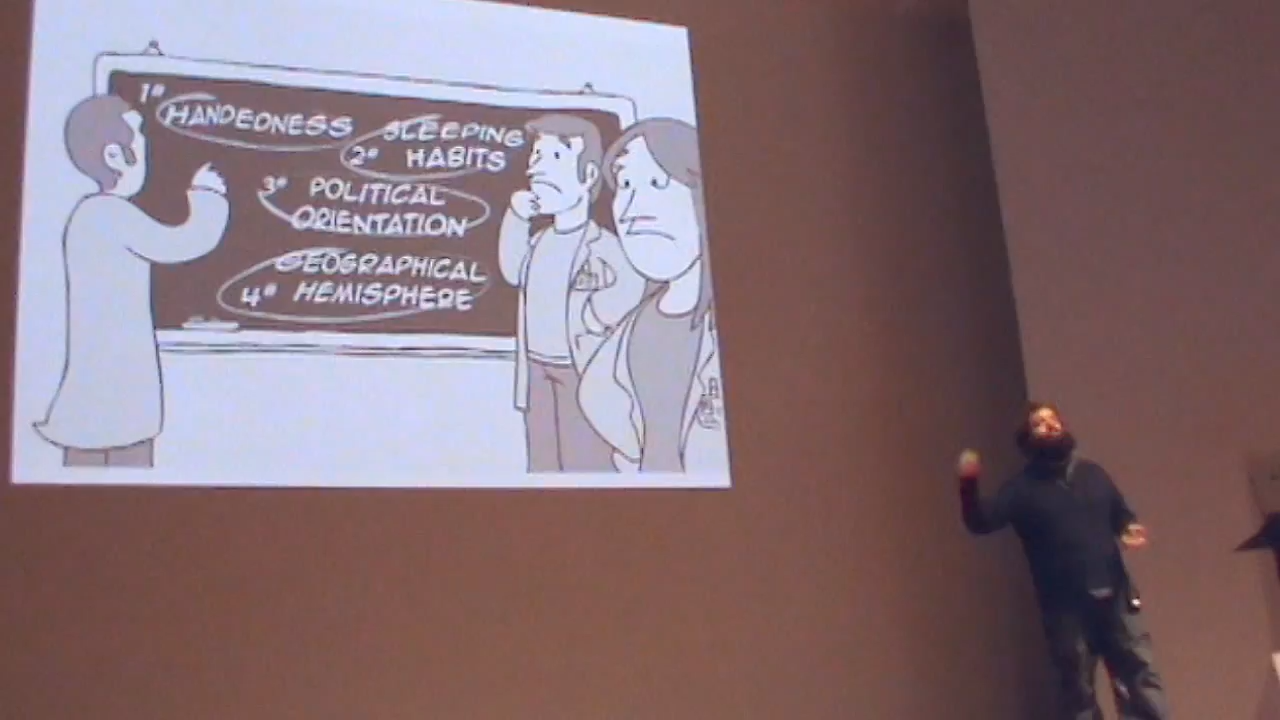 1º HANDEDNESS
SLEEPING
2º HABITS
3º POLITICAL
ORIENTATION
GEOGRAPHICAL
4º HEMISPHERE